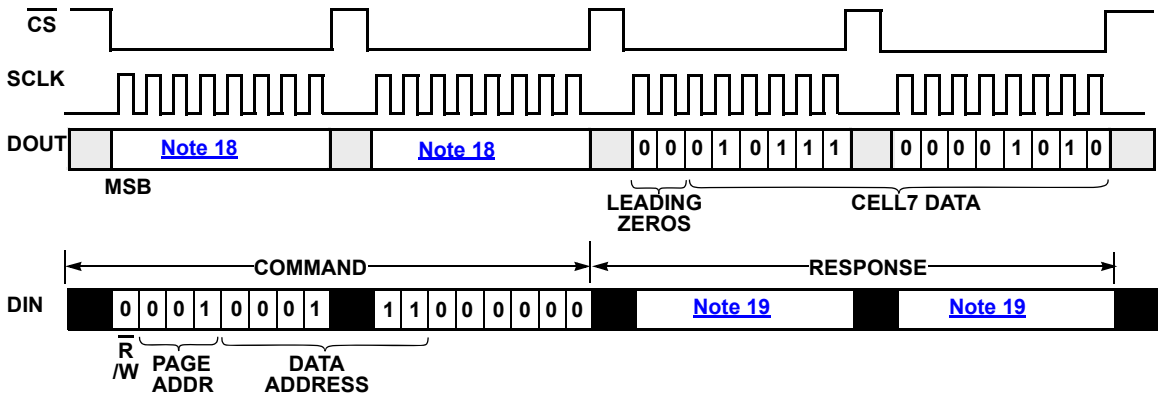 CS
SCLK
DOUT Note 18 Note 18 0 0 0 1 0 1 1 1 0 0 0 0 1 0 1 0
MSB
LEADING ZEROS CELL7 DATA
COMMAND RESPONSE
DIN 0 0 0 1 0 0 0 1 1 1 0 0 0 0 0 0 Note 19 Note 19
R /W PAGE ADDR DATA ADDRESS